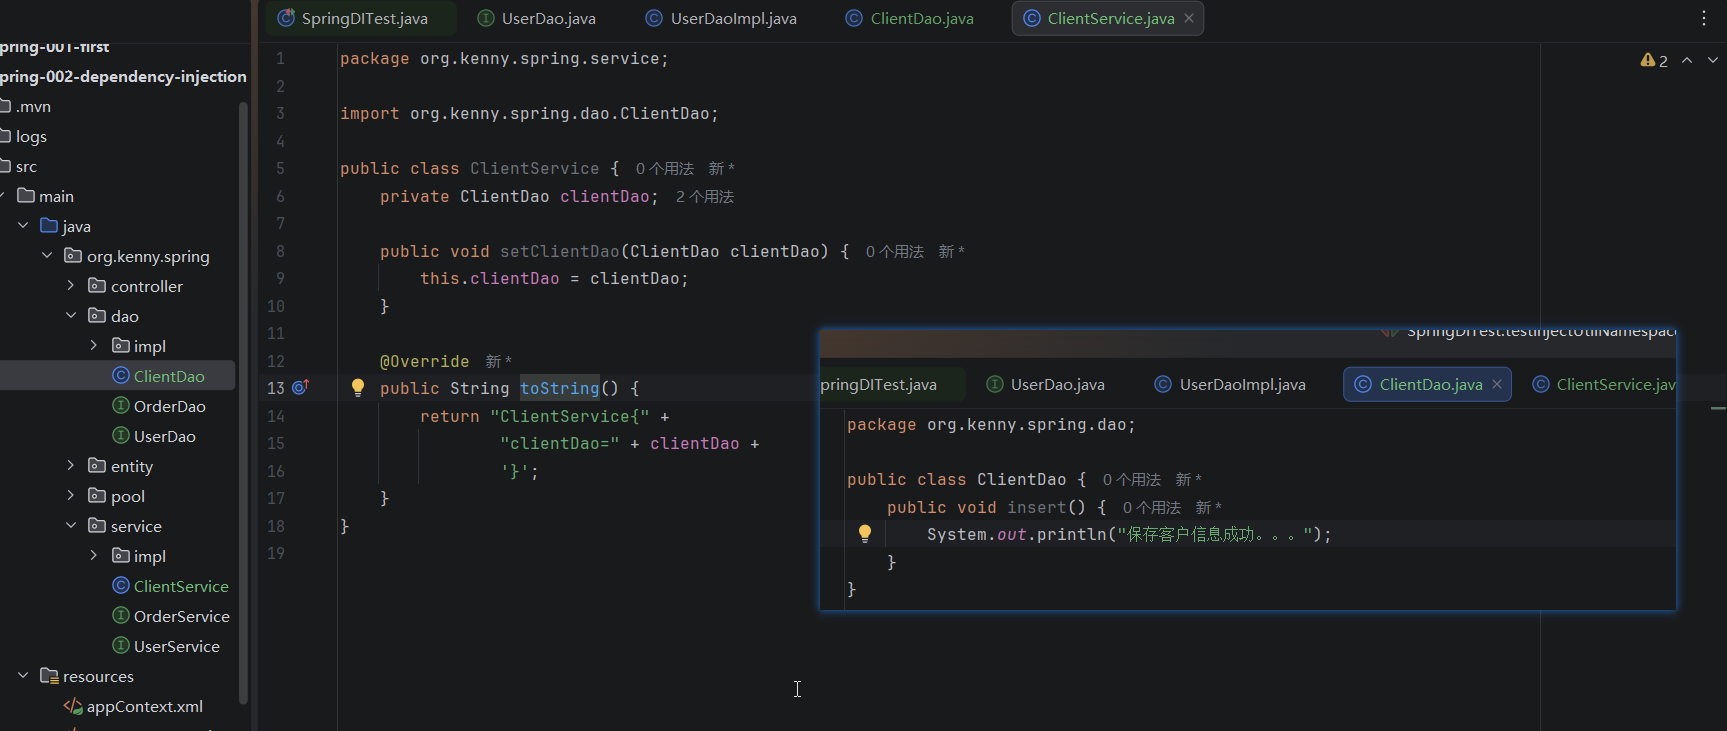 SpringDITest.java UserDao.java UserDaoImpl.java ClientDao.java ClientService.java
pring-001-first
pring-002-dependency-injection
.mvn
logs
src
main
java
org.kenny.spring
controller
dao
impl
ClientDao
OrderDao
UserDao
entity
pool
service
impl
ClientService
OrderService
UserService
resources
appContext.xml
2
1 package org.kenny.spring.service;
2
3 import org.kenny.spring.dao.ClientDao;
4
5 public class ClientService { 0个用法 新*
6 private ClientDao clientDao; 2个用法
7
8 public void setClientDao(ClientDao clientDao) { 0个用法 新*
9 this.clientDao = clientDao;
10 }
11
12 @Override 新*
13 public String toString() {
14 return "ClientService{" +
15 "clientDao=" + clientDao +
16 '}';
17 }
18 }
19
SpringDITest.testInjectUtilNamespac
pringDITest.java UserDao.java UserDaoImpl.java ClientDao.java ClientService.jav
package org.kenny.spring.dao;
public class ClientDao { 0个用法 新*
public void insert() { 0个用法 新*
System.out.println("保存客户信息成功。。。");
}
}